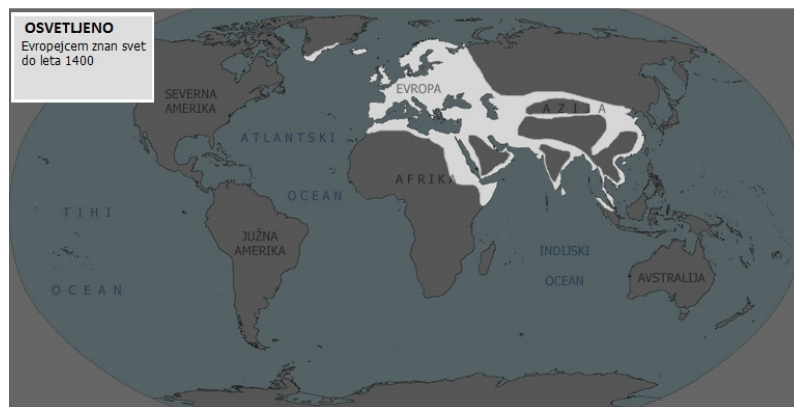 OSVETLJENO
Evropejcem znan svet
do leta 1400
SEVERNA
AMERIKA
EVROPA
AZIJA
ATLANTSKI
OCEAN
AFRIKA
TIHI
OCEAN
JUŽNA
AMERIKA
INDIJSKI
OCEAN
AVSTRALIJA